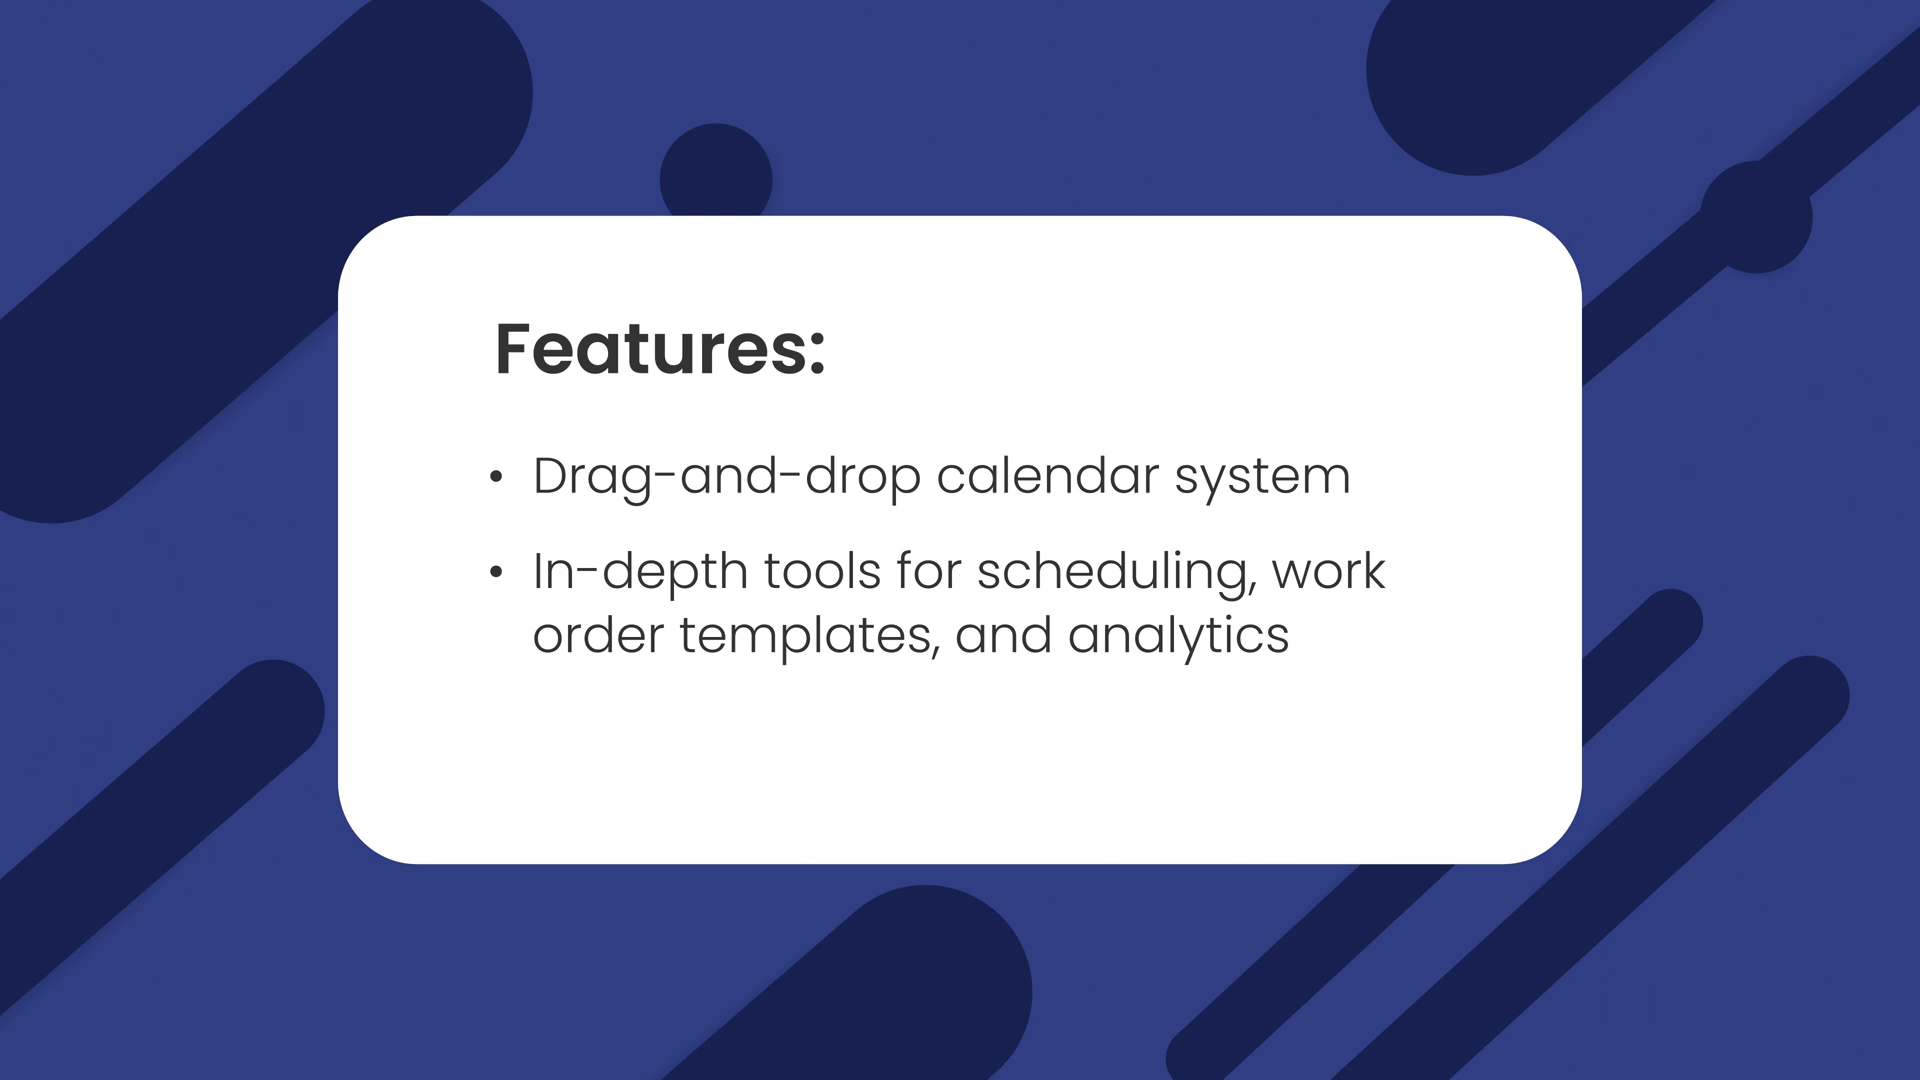 Features:
• Drag-and-drop calendar system
• In-depth tools for scheduling, work
order templates, and analytics